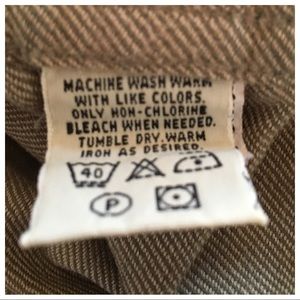 MACHINE WASH WARM
WITH LIKE COLORS.
ONLY NON-CHLORINE
BLEACH WHEN NEEDED.
TUMBLE DRY WARM
IRON AS DESIRED.
40
P